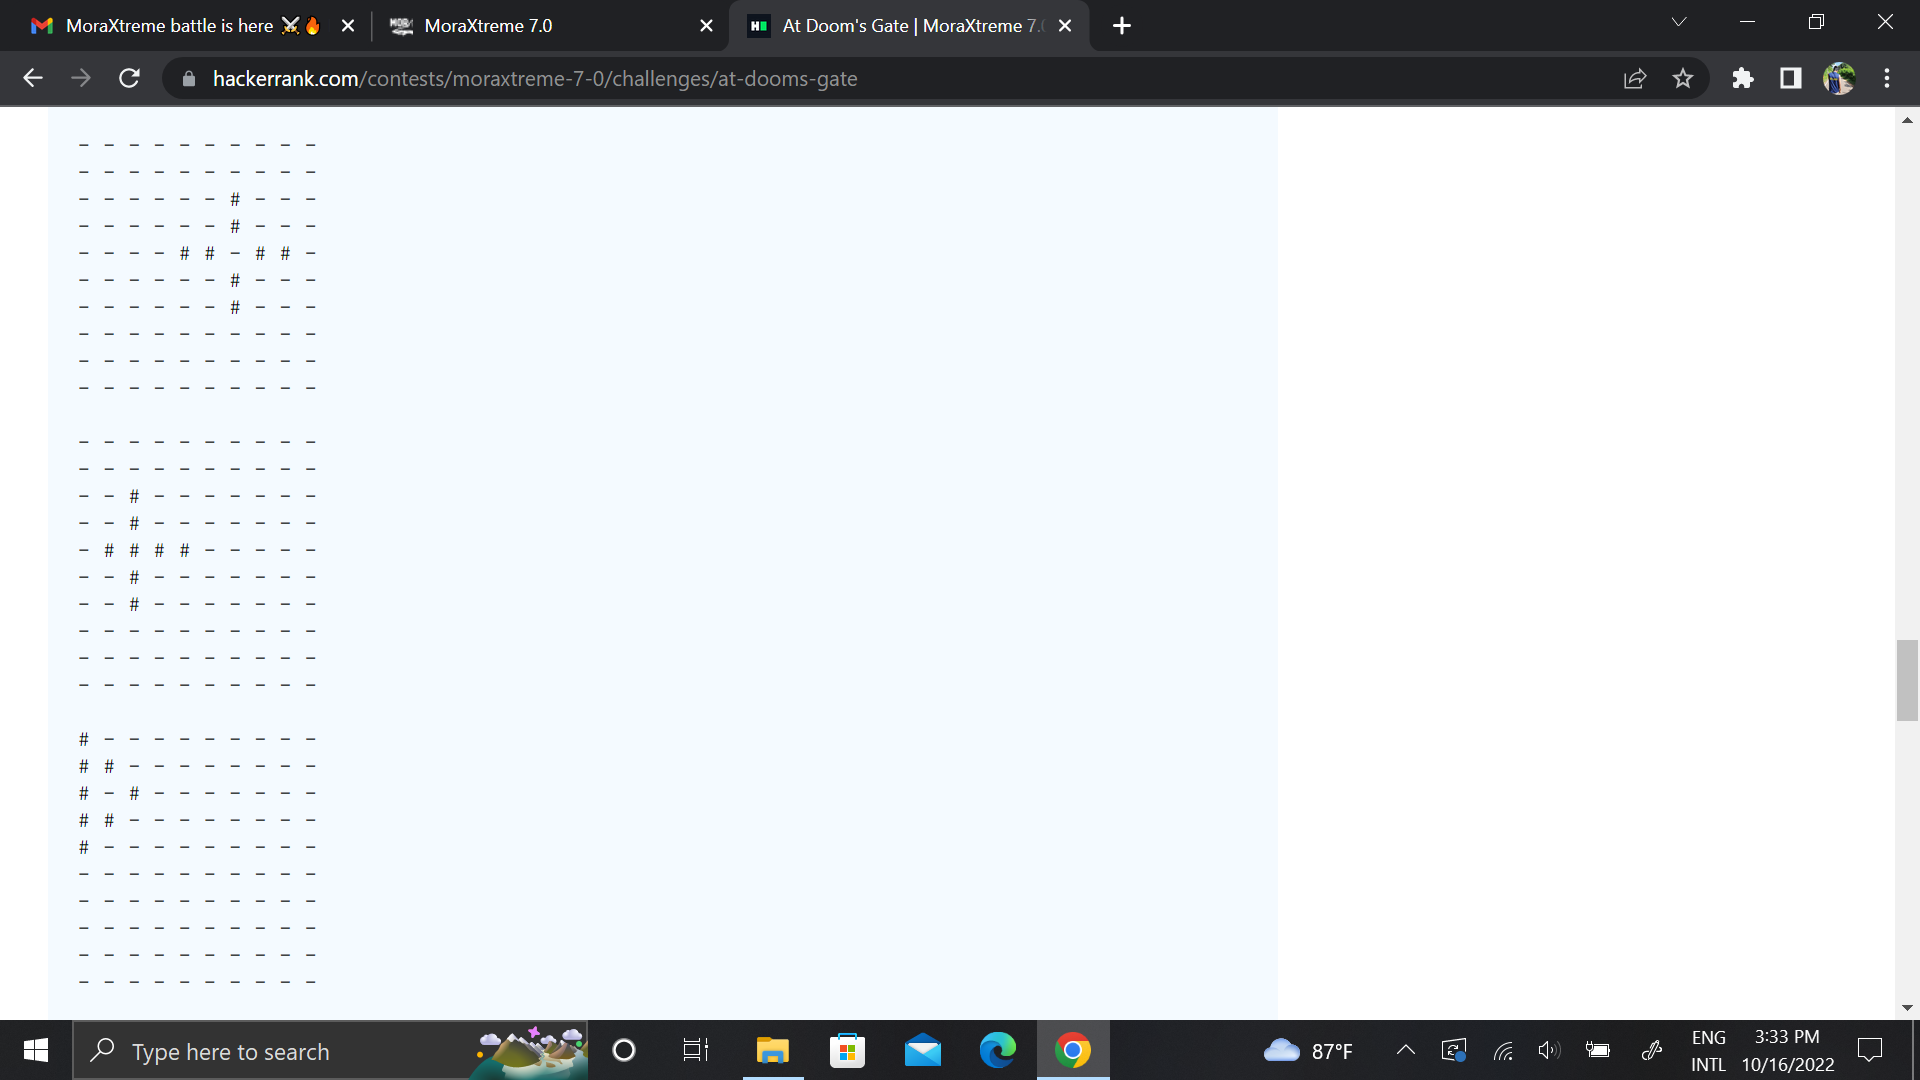 MoraXtreme battle is here ⚔🔥
MoraXtreme 7.0
At Doom's Gate | MoraXtreme 7.0
hackerrank.com/contests/moraxtreme-7-0/challenges/at-dooms-gate
- - - - - - - - - -
- - - - - - - - - -
- - - - - - # - - -
- - - - - - # - - -
- - - - # # - # # -
- - - - - - # - - -
- - - - - - # - - -
- - - - - - - - - -
- - - - - - - - - -
- - - - - - - - - -
- - - - - - - - - -
- - - - - - - - - -
- - # - - - - - - -
- - # - - - - - - -
- # # # # - - - - -
- - # - - - - - - -
- - # - - - - - - -
- - - - - - - - - -
- - - - - - - - - -
- - - - - - - - - -
# - - - - - - - - -
# # - - - - - - - -
# - # - - - - - - -
# # - - - - - - - -
# - - - - - - - - -
- - - - - - - - - -
- - - - - - - - - -
- - - - - - - - - -
- - - - - - - - - -
- - - - - - - - - -
Type here to search
87°F
ENG
INTL
3:33 PM
10/16/2022